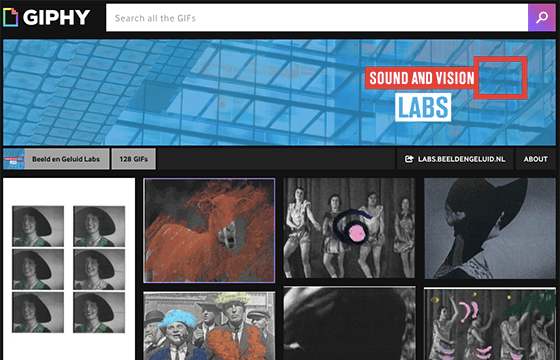 GIPHY
Search all the GIFs
SOUND AND VISION
LABS
Beeld en Geluid Labs
128 GIFs
LABS.BEELDENGELUID.NL
ABOUT